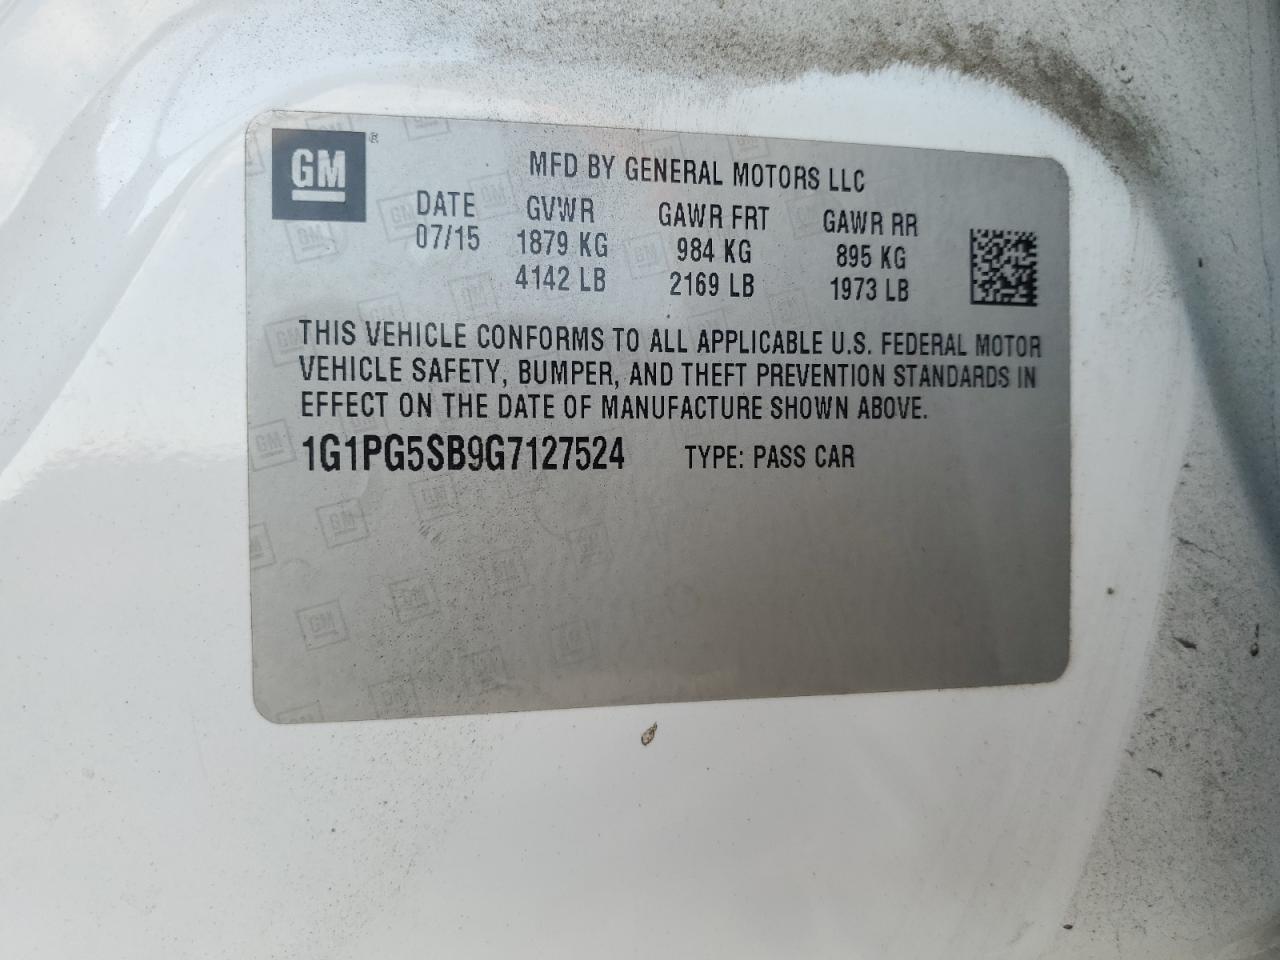 GM ®
MFD BY GENERAL MOTORS LLC
DATE GVWR GAWR FRT GAWR RR
07/15 1879 KG 984 KG 895 KG
4142 LB 2169 LB 1973 LB
THIS VEHICLE CONFORMS TO ALL APPLICABLE U.S. FEDERAL MOTOR
VEHICLE SAFETY, BUMPER, AND THEFT PREVENTION STANDARDS IN
EFFECT ON THE DATE OF MANUFACTURE SHOWN ABOVE.
1G1PG5SB9G7127524 TYPE: PASS CAR